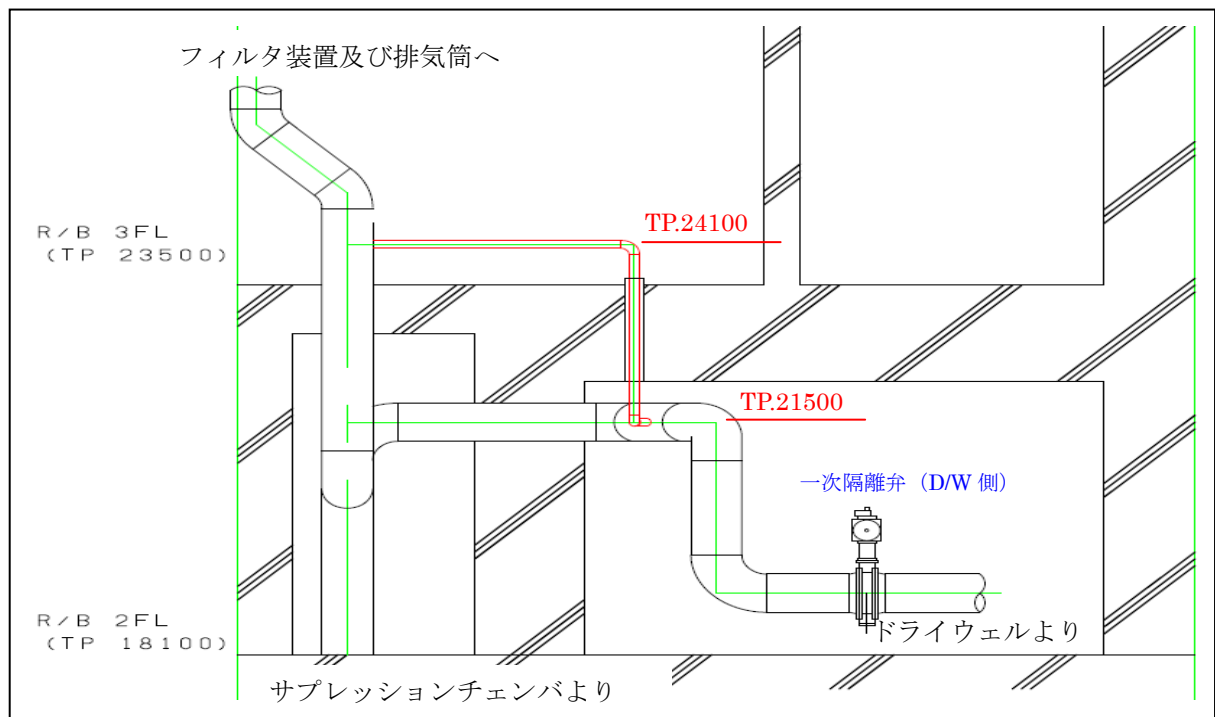 フィルタ装置及び排気筒へ
TP.24100
R/B 3FL
(TP 23500)
TP.21500
一次隔離弁（D/W 側）
R/B 2FL
(TP 18100)
ドライウェルより
サプレッションチェンバより